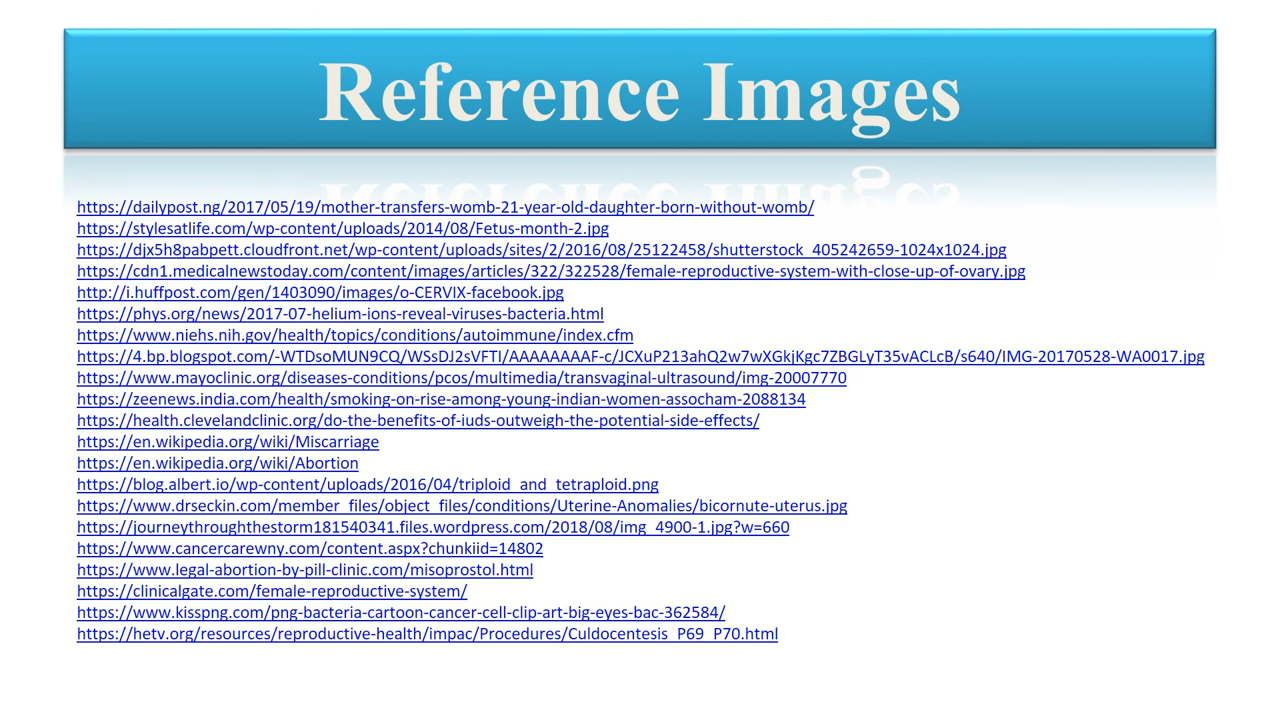 Reference Images
https://dailypost.ng/2017/05/19/mother-transfers-womb-21-year-old-daughter-born-without-womb/
https://stylesatlife.com/wp-content/uploads/2014/08/Fetus-month-2.jpg
https://djx5h8pabpett.cloudfront.net/wp-content/uploads/sites/2/2016/08/25122458/shutterstock_405242659-1024x1024.jpg
https://cdn1.medicalnewstoday.com/content/images/articles/322/322528/female-reproductive-system-with-close-up-of-ovary.jpg
http://i.huffpost.com/gen/1403090/images/o-CERVIX-facebook.jpg
https://phys.org/news/2017-07-helium-ions-reveal-viruses-bacteria.html
https://www.niehs.nih.gov/health/topics/conditions/autoimmune/index.cfm
https://4.bp.blogspot.com/-WTDsoMUN9CQ/WSsDJ2sVFTI/AAAAAAAAF-c/JCXuP213ahQ2w7wXGkjKgc7ZBGLyT35vACLcB/s640/IMG-20170528-WA0017.jpg
https://www.mayoclinic.org/diseases-conditions/pcos/multimedia/transvaginal-ultrasound/img-20007770
https://zeenews.india.com/health/smoking-on-rise-among-young-indian-women-assocham-2088134
https://health.clevelandclinic.org/do-the-benefits-of-iuds-outweigh-the-potential-side-effects/
https://en.wikipedia.org/wiki/Miscarriage
https://en.wikipedia.org/wiki/Abortion
https://blog.albert.io/wp-content/uploads/2016/04/triploid_and_tetraploid.png
https://www.drseckin.com/member_files/object_files/conditions/Uterine-Anomalies/bicornute-uterus.jpg
https://journeythroughthestorm181540341.files.wordpress.com/2018/08/img_4900-1.jpg?w=660
https://www.cancercarewny.com/content.aspx?chunkiid=14802
https://www.legal-abortion-by-pill-clinic.com/misoprostol.html
https://clinicalgate.com/female-reproductive-system/
https://www.kisspng.com/png-bacteria-cartoon-cancer-cell-clip-art-big-eyes-bac-362584/
https://hetv.org/resources/reproductive-health/impac/Procedures/Culdocentesis_P69_P70.html